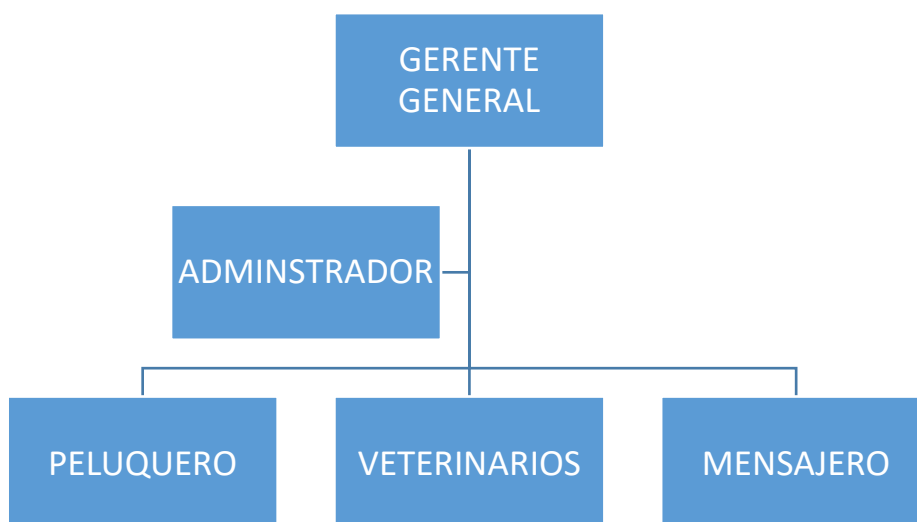 GERENTE
GENERAL
ADMINSTRADOR
PELUQUERO
VETERINARIOS
MENSAJERO